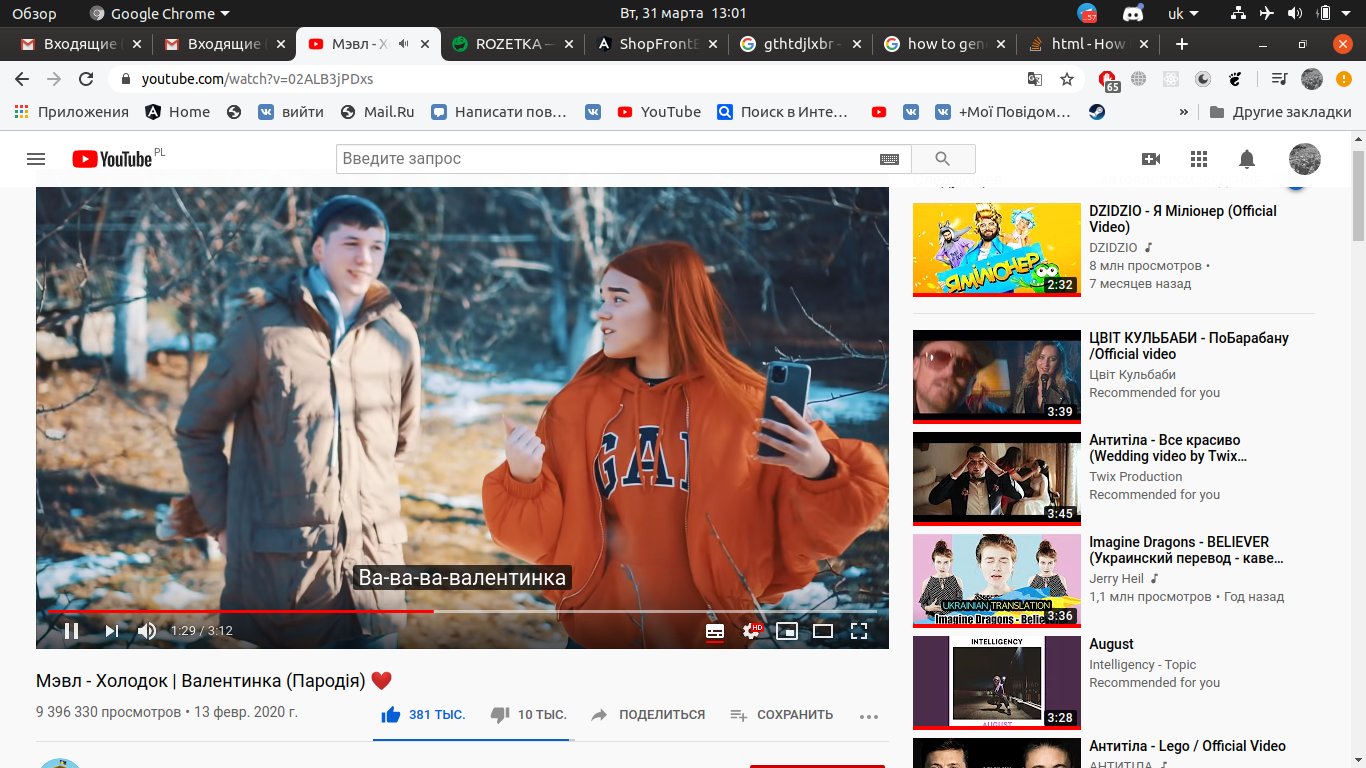 Обзор
Google Chrome
Вт, 31 марта 13:01
57
uk
Входящие
Входящие
Мэвл - Х
ROZETKA —
ShopFrontE
gthtdjlxbr -
how to gen
html - How
youtube.com/watch?v=02ALB3jPDxs
65
Приложения
Home
вийти
Mail.Ru
Написати пов…
YouTube
Поиск в Инте…
+Мої Повідом…
»
Другие закладки
YouTube PL
Введите запрос
GAP
Ва-ва-ва-валентинка
1:29 / 3:12
HD
Мэвл - Холодок | Валентинка (Пародія) ❤️
9 396 330 просмотров • 13 февр. 2020 г.
381 ТЫС.
10 ТЫС.
ПОДЕЛИТЬСЯ
СОХРАНИТЬ
Я МІЛІОНЕР
2:32
DZIDZIO - Я Міліонер (Official
Video)
DZIDZIO
8 млн просмотров •
7 месяцев назад
3:39
ЦВІТ КУЛЬБАБИ - ПоБарабану
/Official video
Цвіт Кульбаби
Recommended for you
3:45
Антитіла - Все красиво
(Wedding video by Twix…
Twix Production
Recommended for you
UKRAINIAN TRANSLATION
Imagine Dragons - Belie
3:36
Imagine Dragons - BELIEVER
(Украинский перевод - каве…
Jerry Heil
1,1 млн просмотров • Год назад
INTELLIGENCY
AUGUST
3:28
August
Intelligency - Topic
Recommended for you
Антитіла - Lego / Official Video
АНТИТІЛА